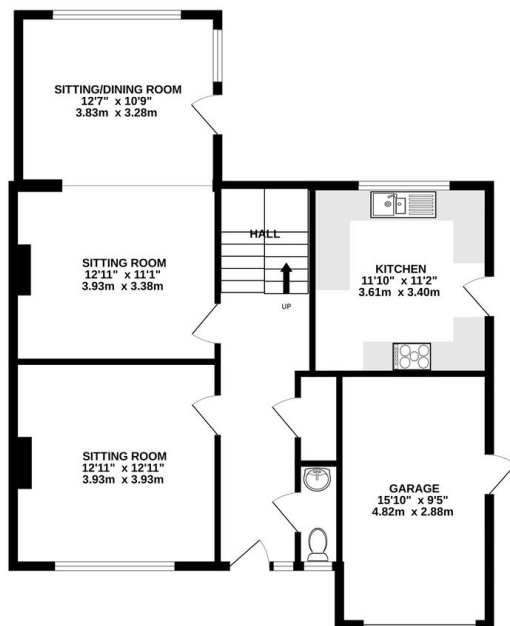 SITTING/DINING ROOM
12'7" x 10'9"
3.83m x 3.28m
HALL
UP
SITTING ROOM
12'11" x 11'1"
3.93m x 3.38m
KITCHEN
11'10" x 11'2"
3.61m x 3.40m
SITTING ROOM
12'11" x 12'11"
3.93m x 3.93m
GARAGE
15'10" x 9'5"
4.82m x 2.88m